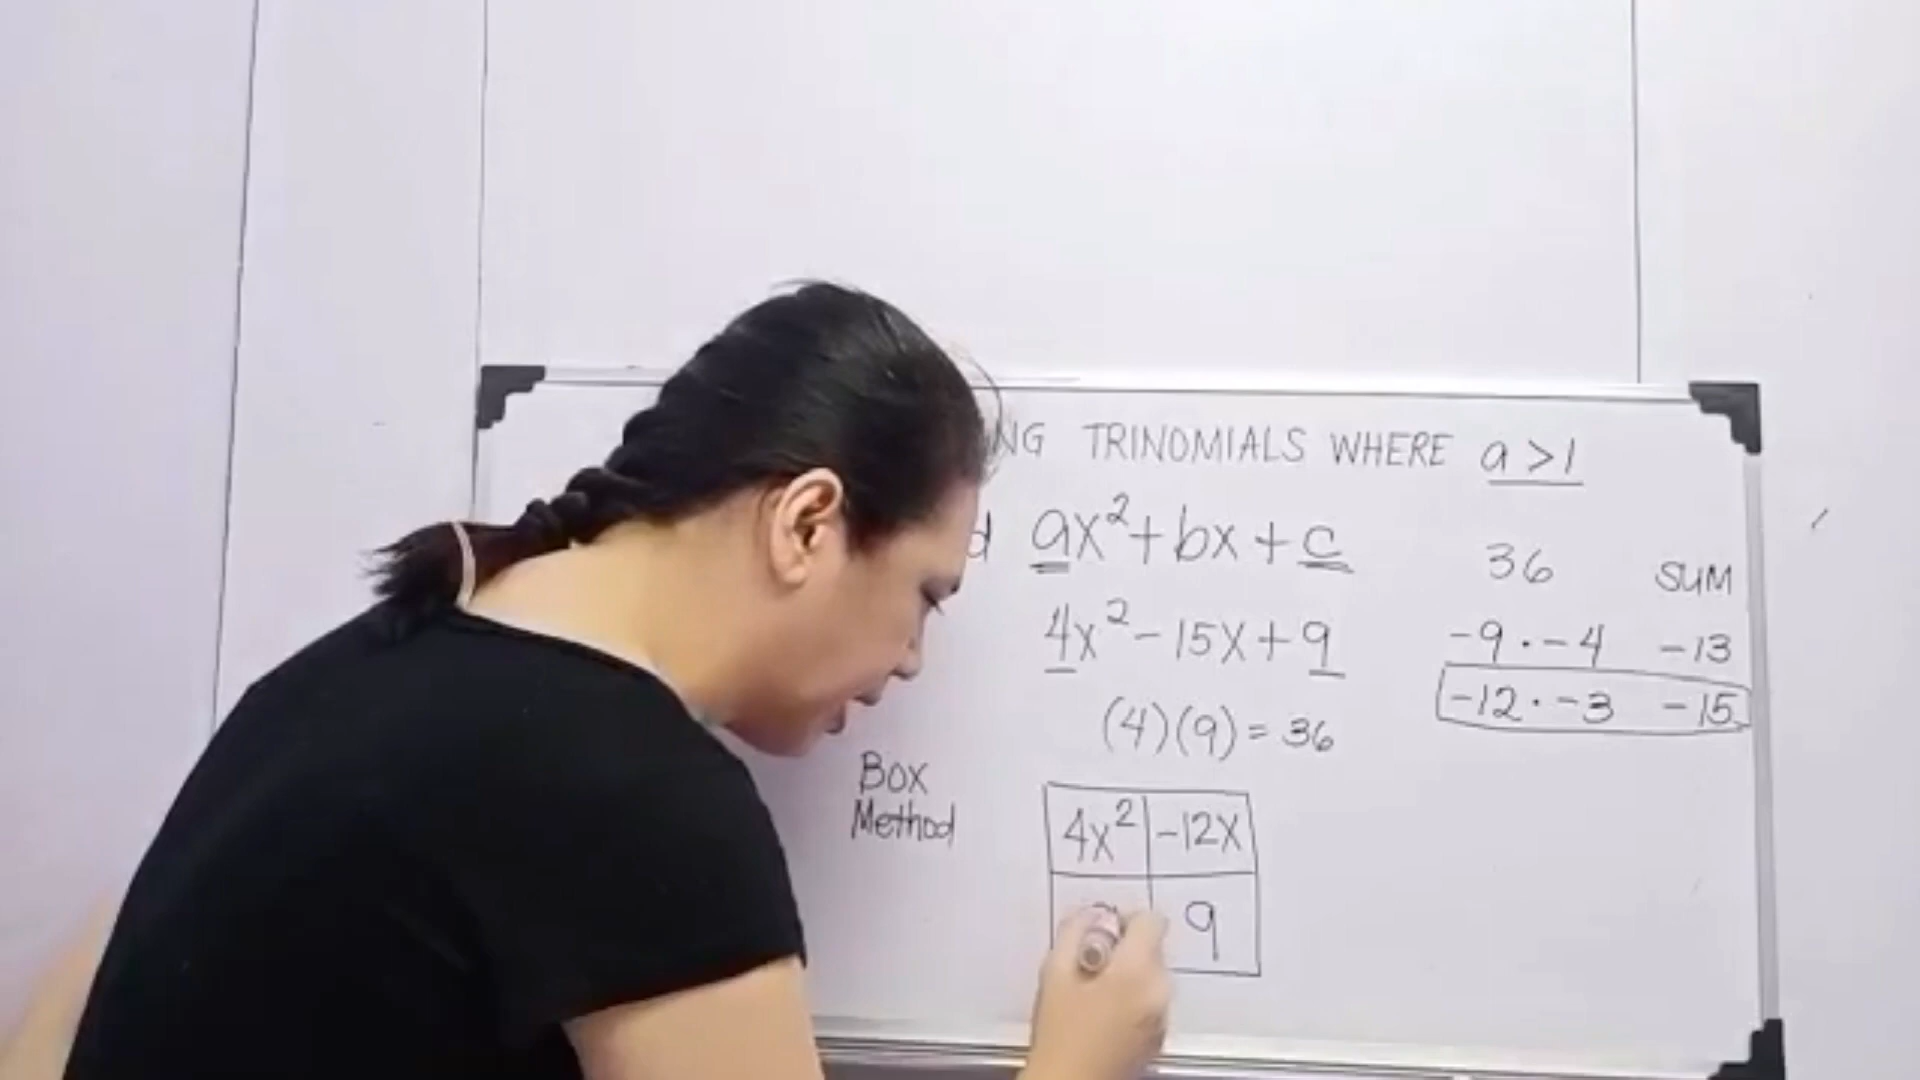 TRINOMIALS WHERE a > 1
ax² + bx + c
4x² - 15x + 9
(4)(9) = 36
36 SUM
-9 · -4 -13
-12 · -3 -15
Box
Method
4x² -12x
9